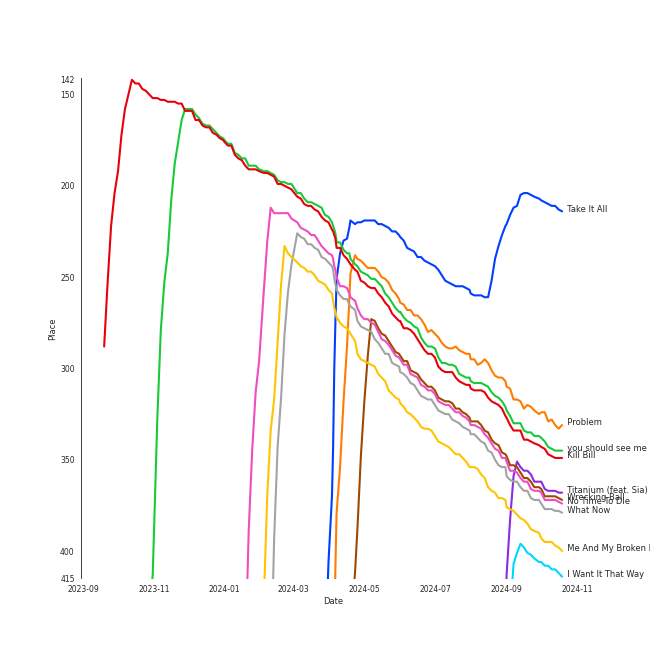 142
150
200
250
300
350
400
415
Place
2023-09
2023-11
2024-01
2024-03
2024-05
2024-07
2024-09
2024-11
Date
Take It All
Problem
you should see me
Kill Bill
Titanium (feat. Sia)
Wrecking Ball
No Time To Die
What Now
Me And My Broken
I Want It That Way